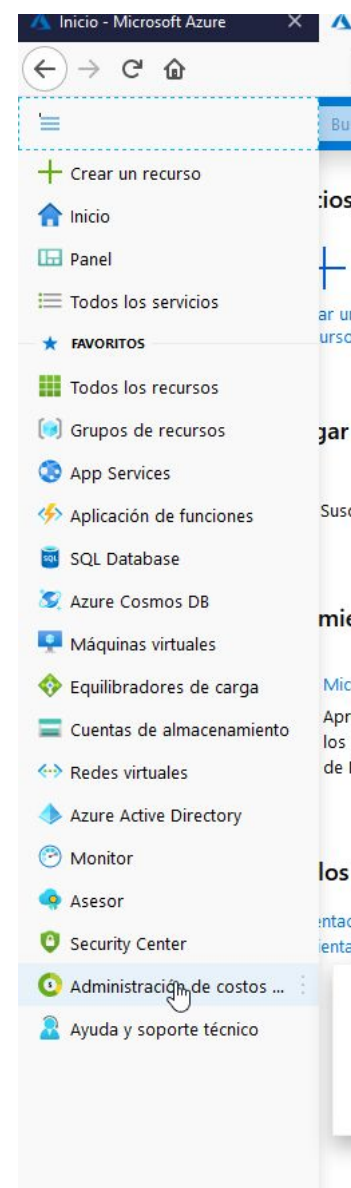 Inicio - Microsoft Azure
Crear un recurso
Inicio
Panel
Todos los servicios
FAVORITOS
Todos los recursos
Grupos de recursos
App Services
Aplicación de funciones
SQL Database
Azure Cosmos DB
Máquinas virtuales
Equilibradores de carga
Cuentas de almacenamiento
Redes virtuales
Azure Active Directory
Monitor
Asesor
Security Center
Administración de costos ...
Ayuda y soporte técnico